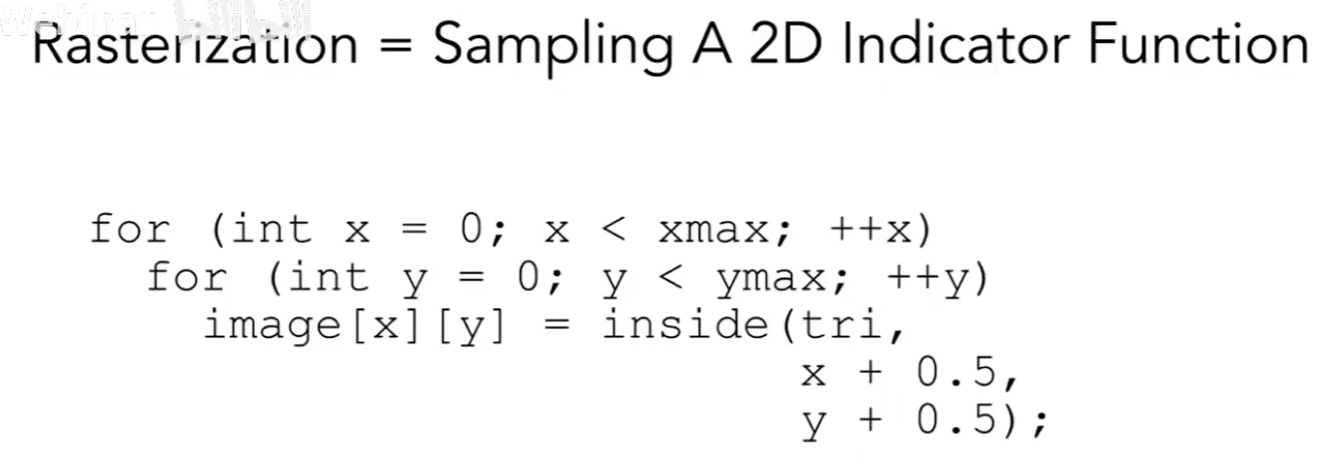 Rasterization = Sampling A 2D Indicator Function
for (int x = 0; x < xmax; ++x)
for (int y = 0; y < ymax; ++y)
image[x][y] = inside(tri,
x + 0.5,
y + 0.5);